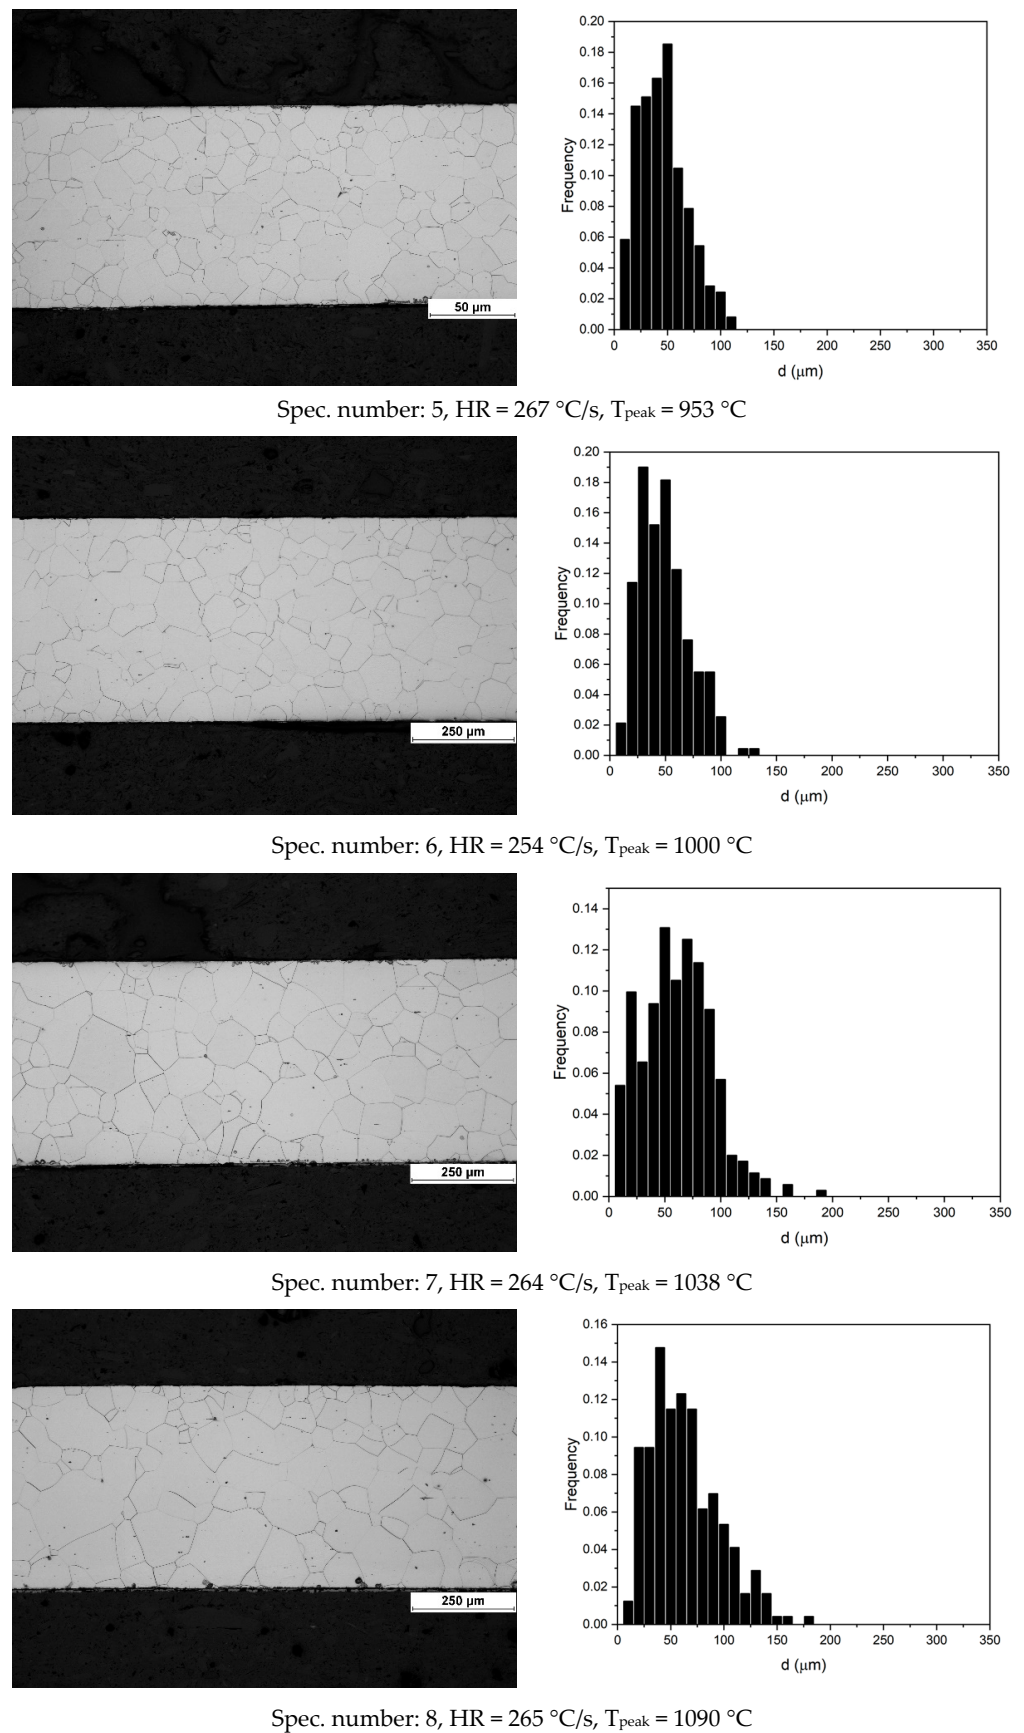 50 µm
0.20
0.18
0.16
0.14
0.12
0.10
0.08
0.06
0.04
0.02
0.00
Frequency
0 50 100 150 200 250 300 350
d (µm)
Spec. number: 5, HR = 267 °C/s, Tpeak = 953 °C
250 µm
0.20
0.18
0.16
0.14
0.12
0.10
0.08
0.06
0.04
0.02
0.00
Frequency
0 50 100 150 200 250 300 350
d (µm)
Spec. number: 6, HR = 254 °C/s, Tpeak = 1000 °C
250 µm
0.14
0.12
0.10
0.08
0.06
0.04
0.02
0.00
Frequency
0 50 100 150 200 250 300 350
d (µm)
Spec. number: 7, HR = 264 °C/s, Tpeak = 1038 °C
250 µm
0.16
0.14
0.12
0.10
0.08
0.06
0.04
0.02
0.00
Frequency
0 50 100 150 200 250 300 350
d (µm)
Spec. number: 8, HR = 265 °C/s, Tpeak = 1090 °C